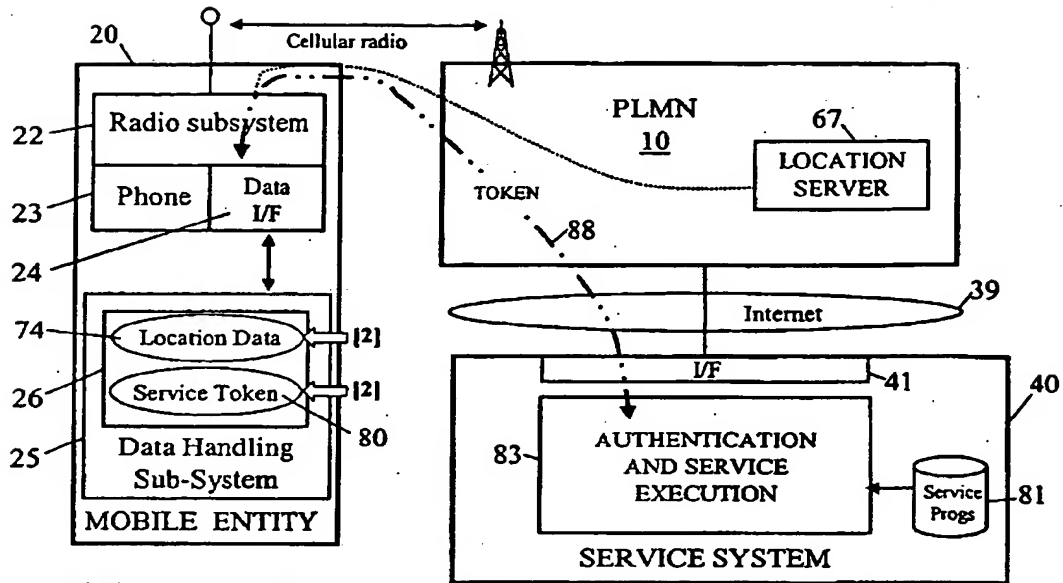 20
Cellular radio
22
Radio subsystem
23
Phone
Data
I/F
24
PLMN
10
67
LOCATION
SERVER
TOKEN
88
Internet
39
74
Location Data
[2]
26
Service Token
[2]
80
25
Data Handling
Sub-System
MOBILE ENTITY
I/F
41
40
83
AUTHENTICATION
AND SERVICE
EXECUTION
Service
Progs
81
SERVICE SYSTEM